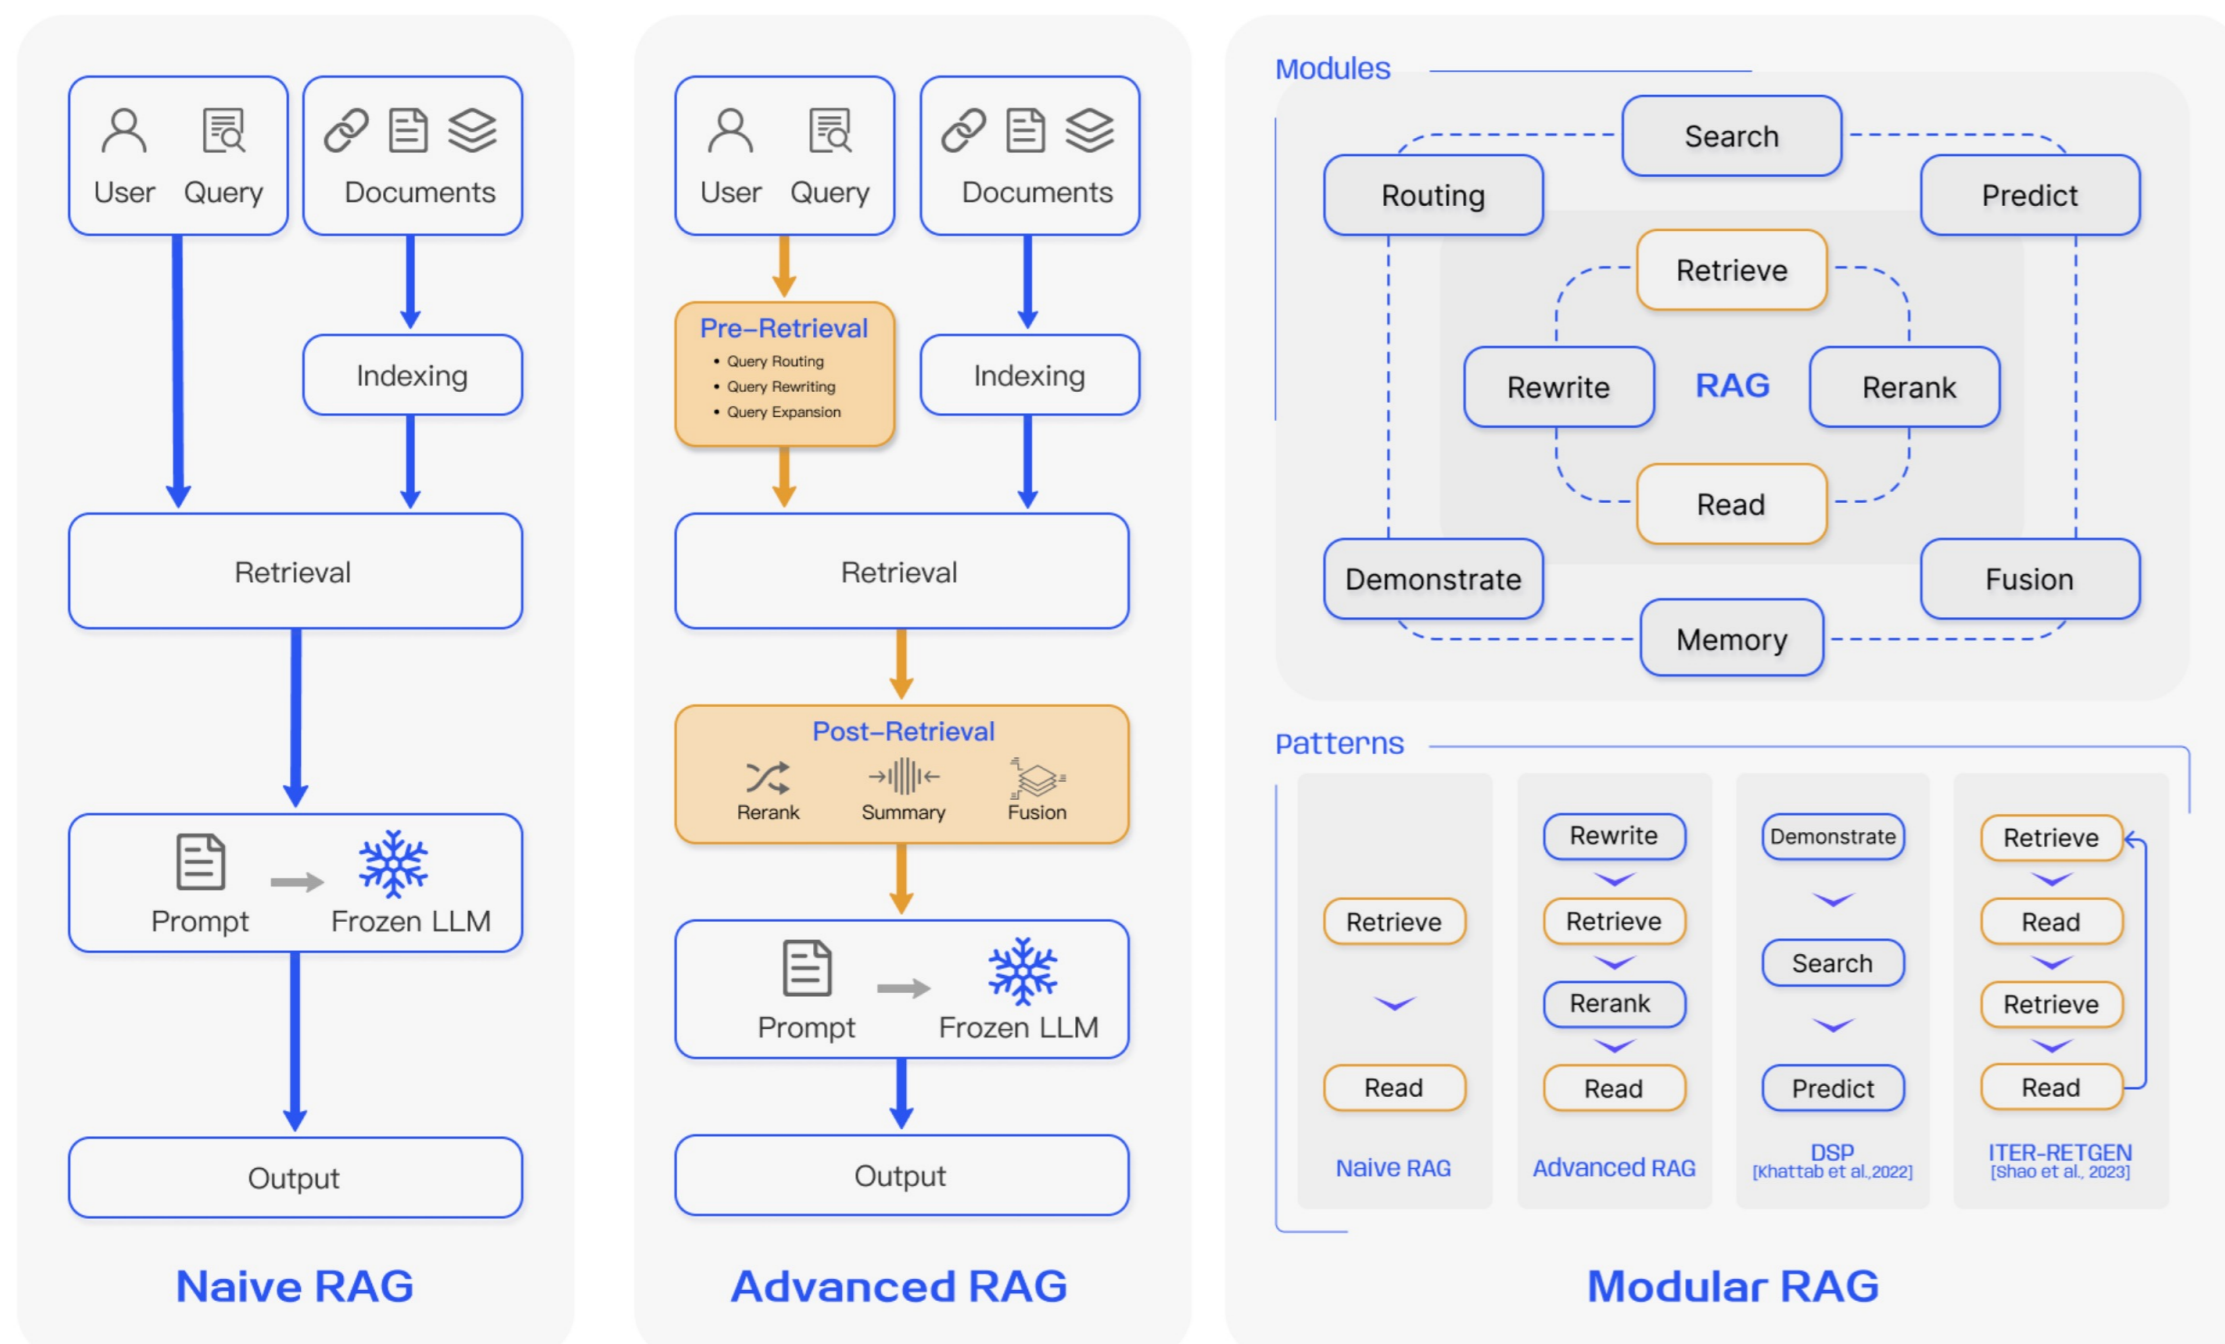 User Query
Documents
Indexing
Retrieval
Prompt
Frozen LLM
Output
Naive RAG
User Query
Documents
Pre-Retrieval
• Query Routing
• Query Rewriting
• Query Expansion
Indexing
Retrieval
Post-Retrieval
Rerank
Summary
Fusion
Prompt
Frozen LLM
Output
Advanced RAG
Modules
Search
Routing
Predict
Retrieve
Rewrite
RAG
Rerank
Read
Demonstrate
Fusion
Memory
Patterns
Retrieve
Read
Naive RAG
Rewrite
Retrieve
Rerank
Read
Advanced RAG
Demonstrate
Search
Predict
DSP
[Khattab et al.,2022]
Retrieve
Read
Retrieve
Read
ITER-RETGEN
[Shao et al., 2023]
Modular RAG